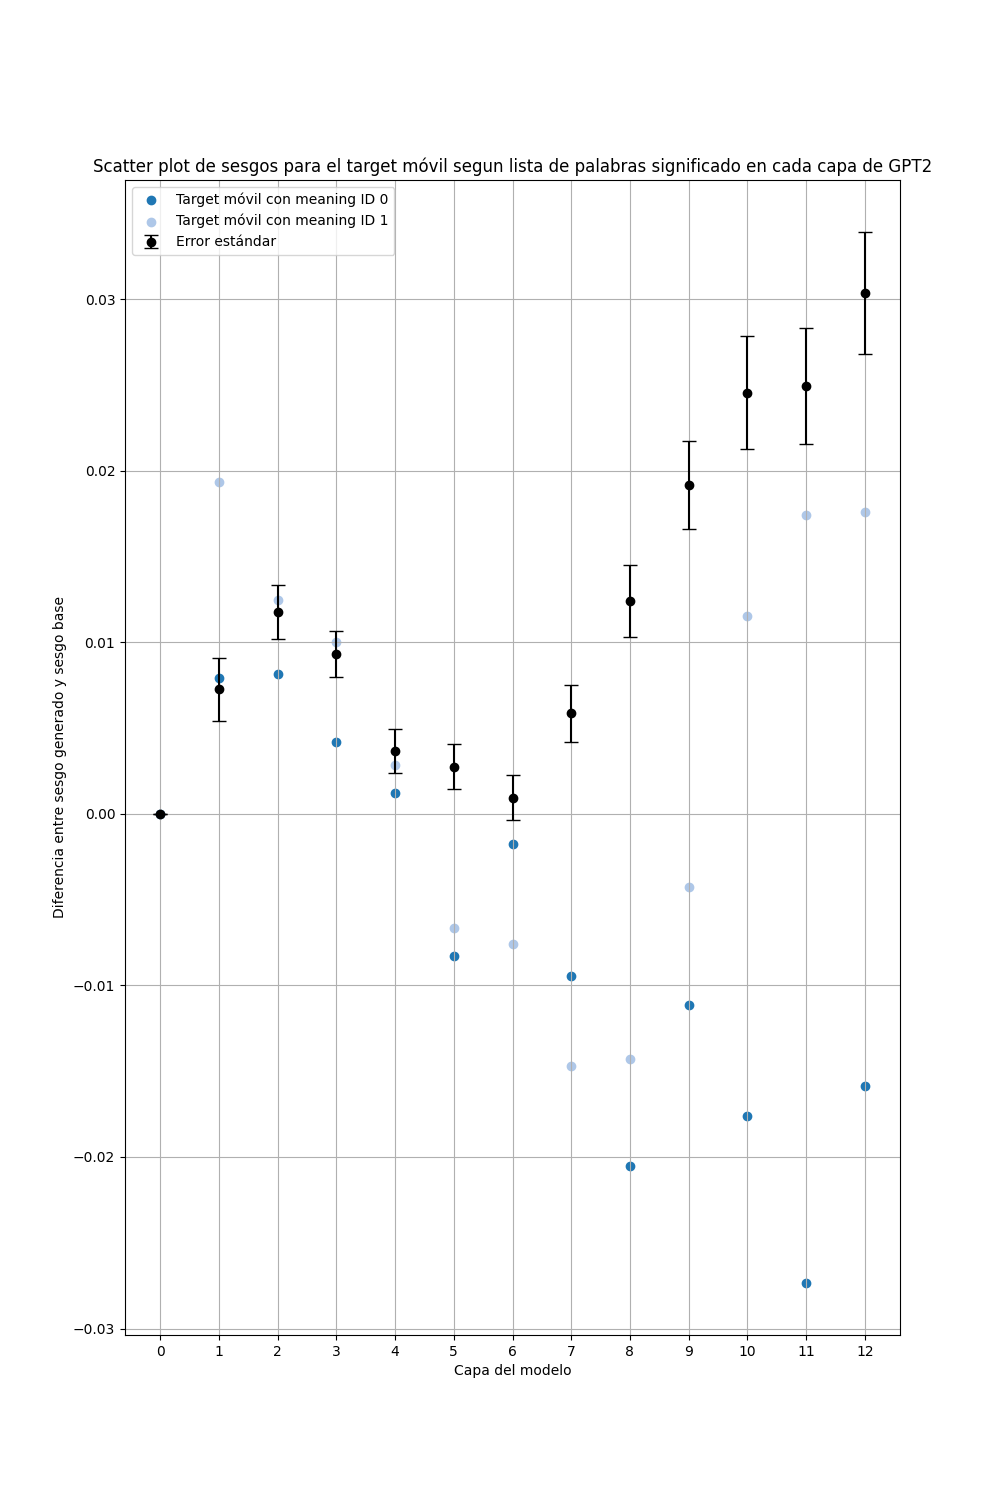 Scatter plot de sesgos para el target móvil segun lista de palabras significado en cada capa de GPT2
Target móvil con meaning ID 0
Target móvil con meaning ID 1
Error estándar
Diferencia entre sesgo generado y sesgo base
0.03
0.02
0.01
0.00
−0.01
−0.02
−0.03
0 1 2 3 4 5 6 7 8 9 10 11 12
Capa del modelo